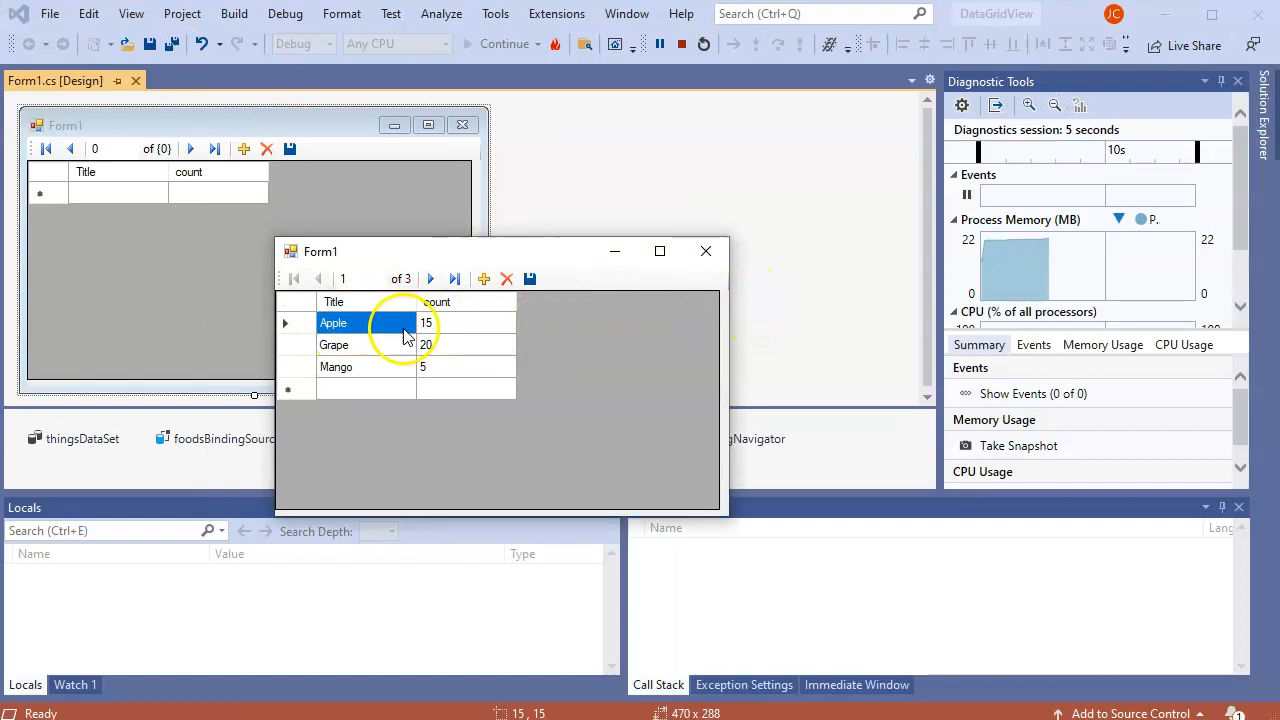 File Edit View Project Build Debug Format Test Analyze Tools Extensions Window Help Search (Ctrl+Q) DataGridView JC
Debug Any CPU Continue Live Share
Form1.cs [Design]
Form1
0 of {0}
Title count
Form1
1 of 3
Title count
Apple 15
Grape 20
Mango 5
thingsDataSet foodsBindingSourc gNavigator
Diagnostic Tools
Diagnostics session: 5 seconds
10s
Events
Process Memory (MB) P.
22 22
0 0
CPU (% of all processors)
100 100
Summary Events Memory Usage CPU Usage
Events
Show Events (0 of 0)
Memory Usage
Take Snapshot
CPU Usage
Solution Explorer
Locals
Search (Ctrl+E) Search Depth:
Name Value Type
Locals Watch 1
Name Lang
Call Stack Exception Settings Immediate Window
Ready 15 , 15 470 x 288 Add to Source Control 1